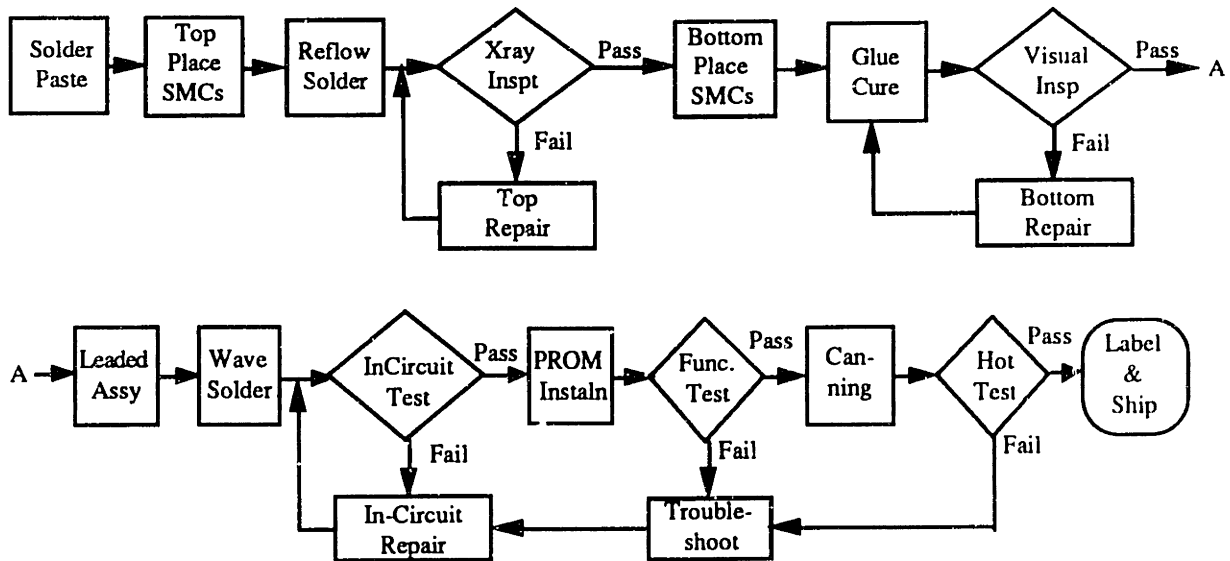 Solder
Paste
Top
Place
SMCs
Reflow
Solder
Xray
Inspt
Pass
Fail
Top
Repair
Bottom
Place
SMCs
Glue
Cure
Visual
Insp
Pass
A
Fail
Bottom
Repair
A
Leaded
Assy
Wave
Solder
InCircuit
Test
Pass
Fail
In-Circuit
Repair
PROM
Instaln
Func.
Test
Pass
Fail
Trouble-
shoot
Can-
ning
Hot
Test
Pass
Fail
Label
&
Ship